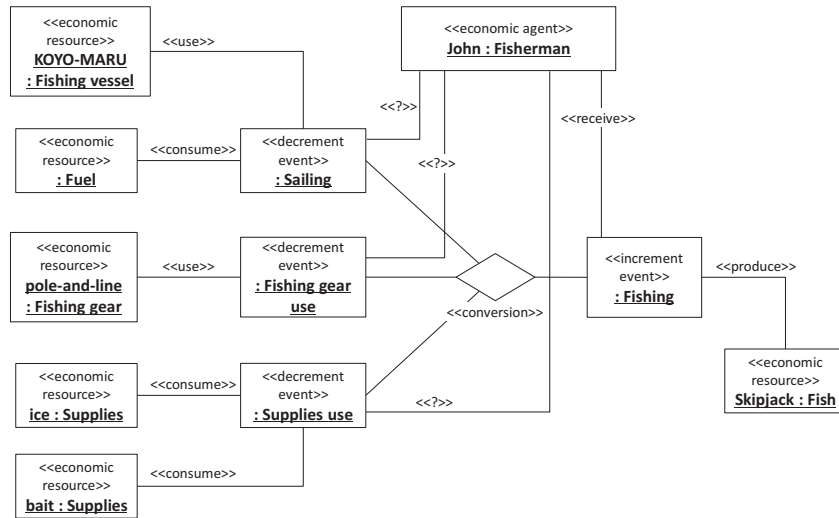 <<economic
resource>>
KOYO-MARU
: Fishing vessel
<<use>>
<<economic agent>>
John : Fisherman
<<?>>
<<receive>>
<<economic
resource>>
: Fuel
<<consume>>
<<decrement
event>>
: Sailing
<<?>>
<<economic
resource>>
pole-and-line
: Fishing gear
<<use>>
<<decrement
event>>
: Fishing gear
use
<<conversion>>
<<increment
event>>
: Fishing
<<produce>>
<<economic
resource>>
Skipjack : Fish
<<economic
resource>>
ice : Supplies
<<consume>>
<<decrement
event>>
: Supplies use
<<?>>
<<economic
resource>>
bait : Supplies
<<consume>>